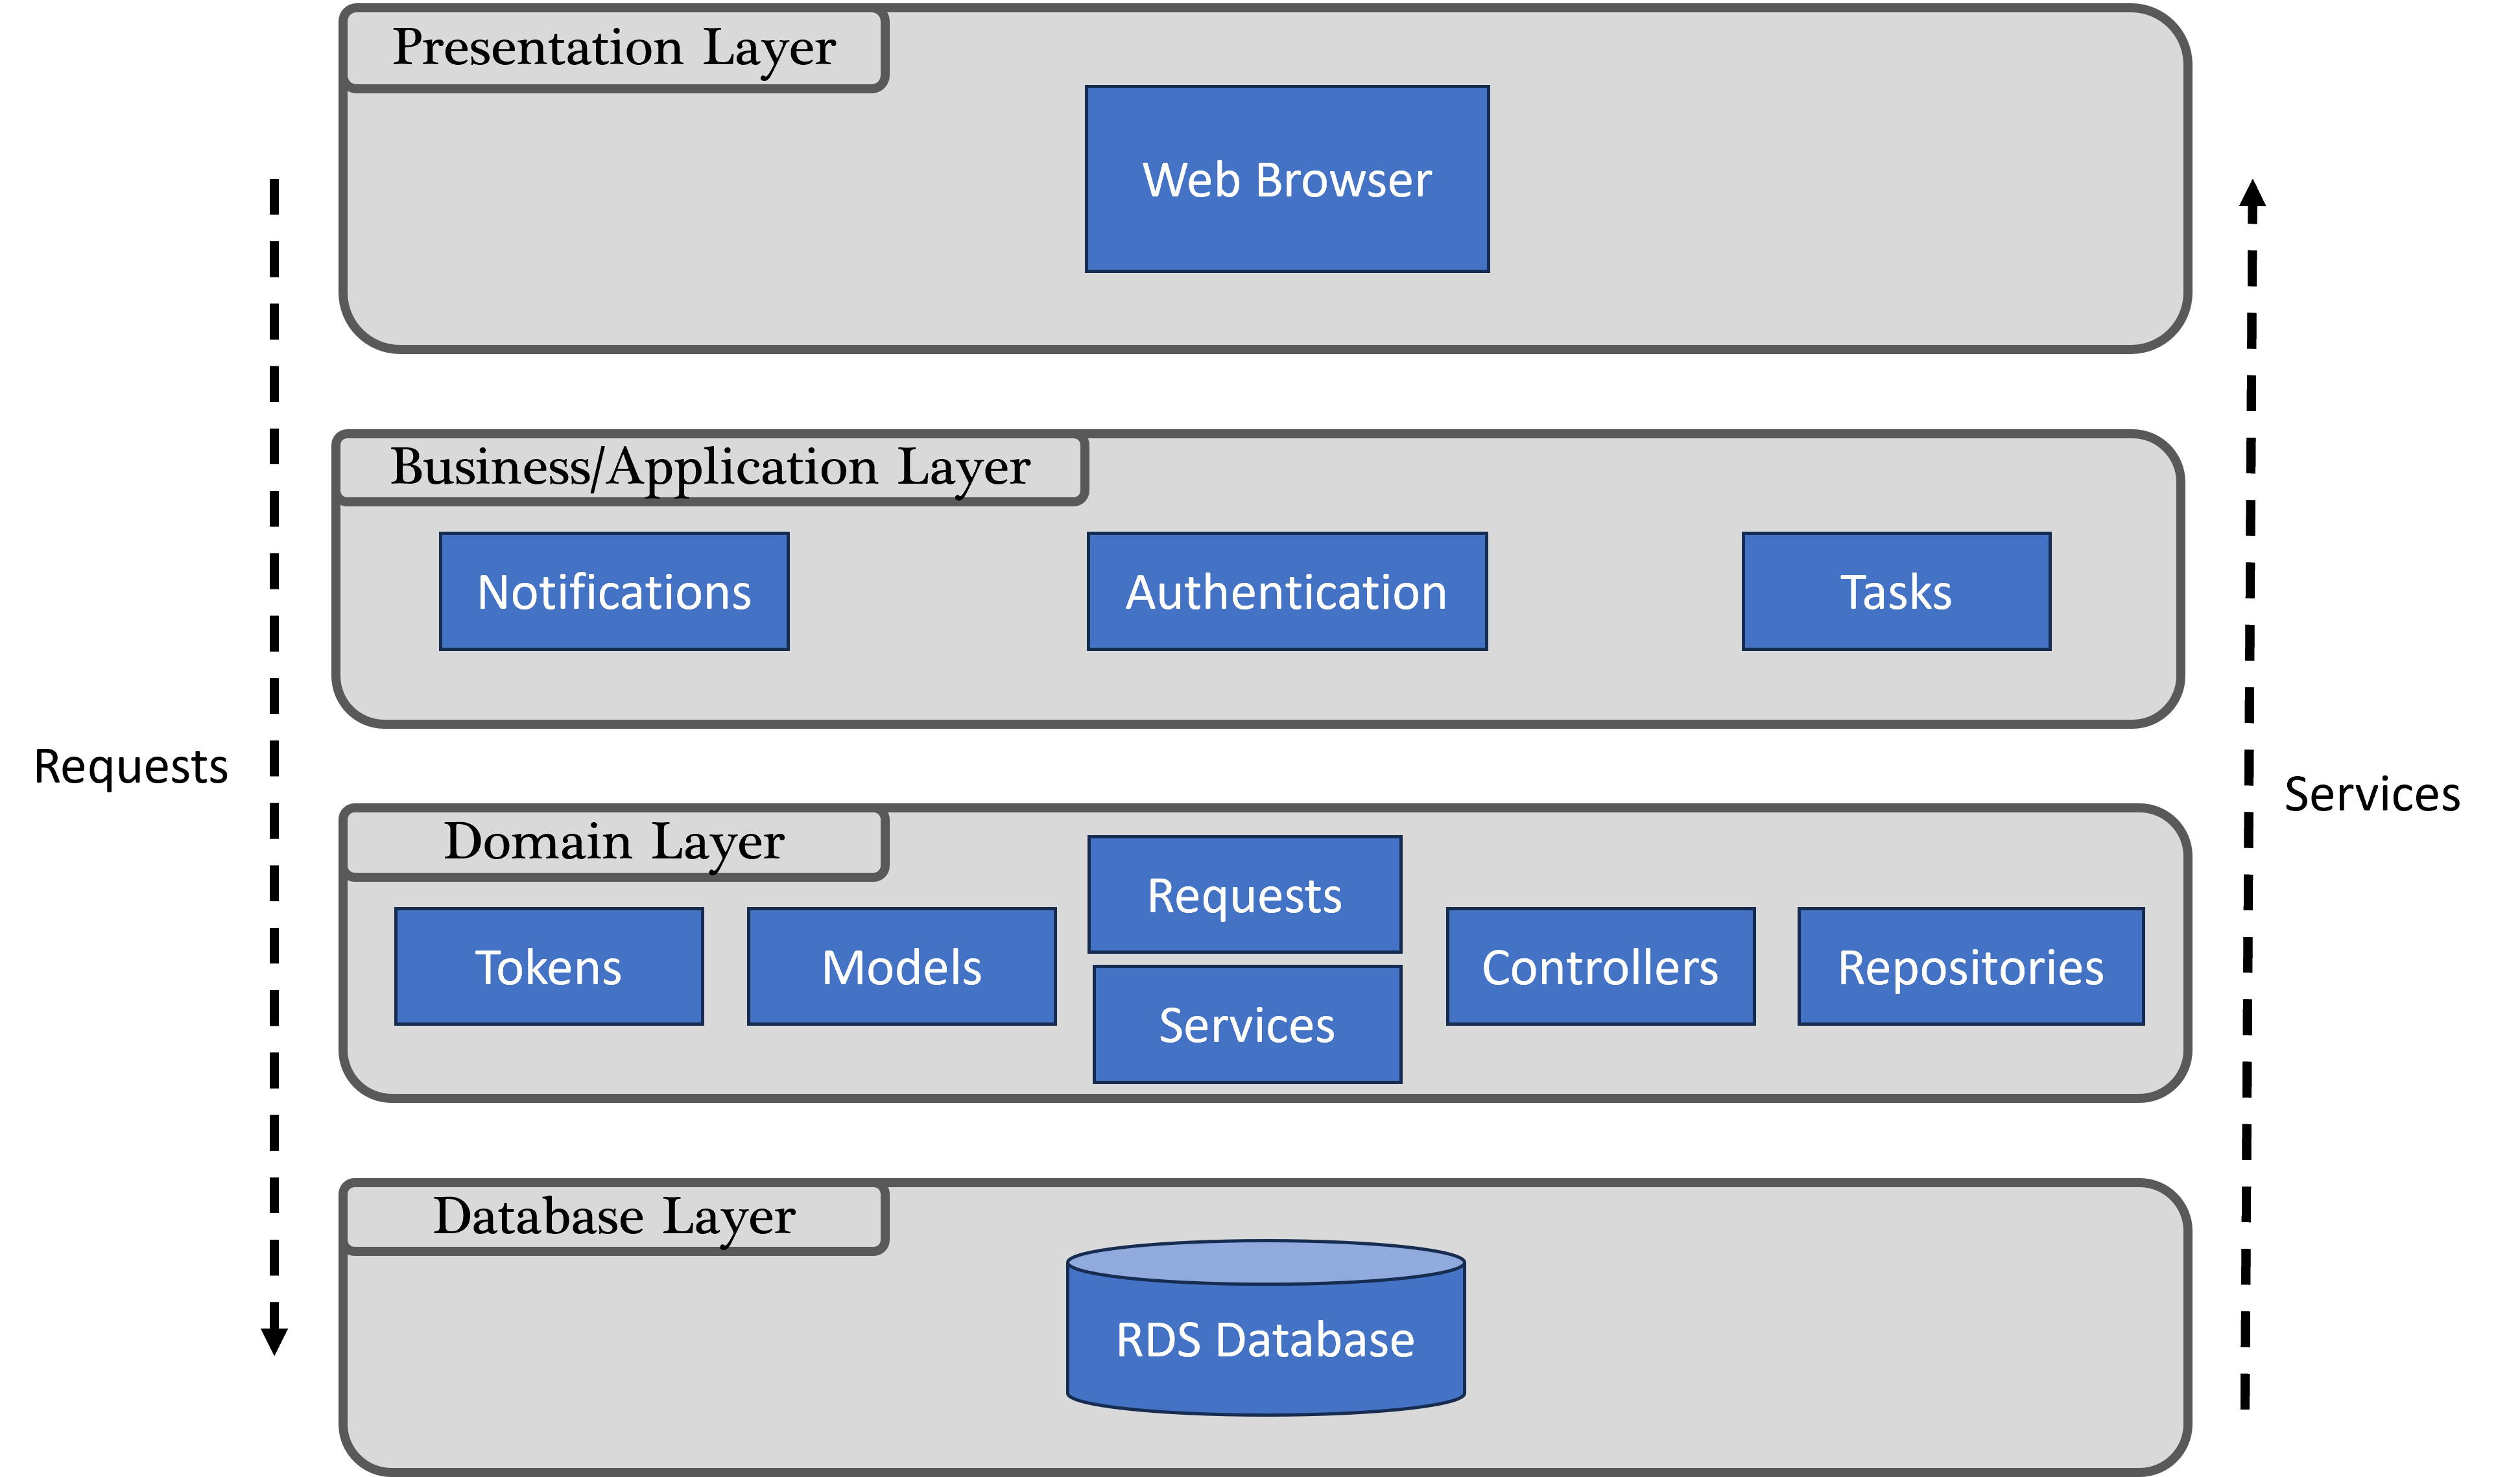 Presentation Layer
Web Browser
Business/Application Layer
Notifications
Authentication
Tasks
Requests
Services
Domain Layer
Requests
Tokens
Models
Services
Controllers
Repositories
Database Layer
RDS Database